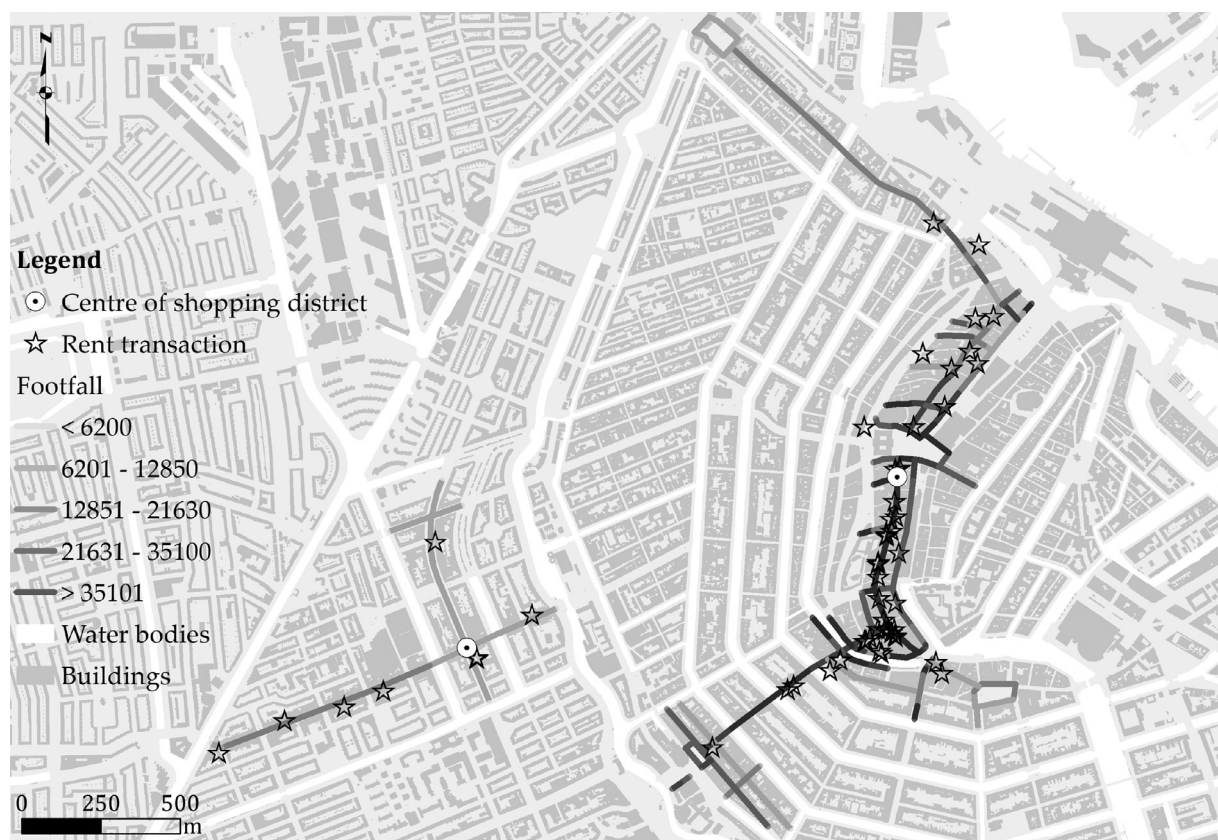 N
Legend
Centre of shopping district
Rent transaction
Footfall
< 6200
6201 - 12850
12851 - 21630
21631 - 35100
> 35101
Water bodies
Buildings
0 250 500
m